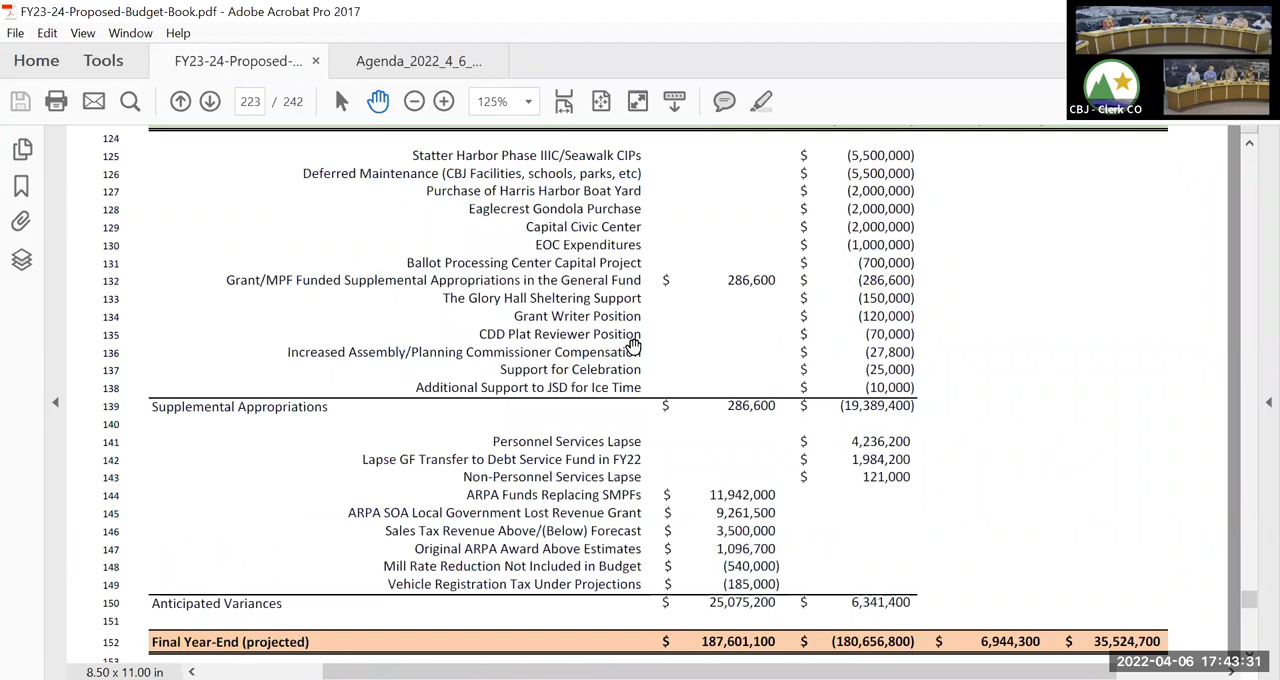 FY23-24-Proposed-Budget-Book.pdf - Adobe Acrobat Pro 2017
File Edit View Window Help
Home Tools FY23-24-Proposed-... × Agenda_2022_4_6_...
223 / 242 125%
CBJ - Clerk CO
124
125 Statter Harbor Phase IIIC/Seawalk CIPs $ (5,500,000)
126 Deferred Maintenance (CBJ Facilities, schools, parks, etc) $ (5,500,000)
127 Purchase of Harris Harbor Boat Yard $ (2,000,000)
128 Eaglecrest Gondola Purchase $ (2,000,000)
129 Capital Civic Center $ (2,000,000)
130 EOC Expenditures $ (1,000,000)
131 Ballot Processing Center Capital Project $ (700,000)
132 Grant/MPF Funded Supplemental Appropriations in the General Fund $ 286,600 $ (286,600)
133 The Glory Hall Sheltering Support $ (150,000)
134 Grant Writer Position $ (120,000)
135 CDD Plat Reviewer Position $ (70,000)
136 Increased Assembly/Planning Commissioner Compensation $ (27,800)
137 Support for Celebration $ (25,000)
138 Additional Support to JSD for Ice Time $ (10,000)
139 Supplemental Appropriations $ 286,600 $ (19,389,400)
140
141 Personnel Services Lapse $ 4,236,200
142 Lapse GF Transfer to Debt Service Fund in FY22 $ 1,984,200
143 Non-Personnel Services Lapse $ 121,000
144 ARPA Funds Replacing SMPFs $ 11,942,000
145 ARPA SOA Local Government Lost Revenue Grant $ 9,261,500
146 Sales Tax Revenue Above/(Below) Forecast $ 3,500,000
147 Original ARPA Award Above Estimates $ 1,096,700
148 Mill Rate Reduction Not Included in Budget $ (540,000)
149 Vehicle Registration Tax Under Projections $ (185,000)
150 Anticipated Variances $ 25,075,200 $ 6,341,400
151
152 Final Year-End (projected) $ 187,601,100 $ (180,656,800) $ 6,944,300 $ 35,524,700
153
8.50 x 11.00 in
2022-04-06 17:43:31